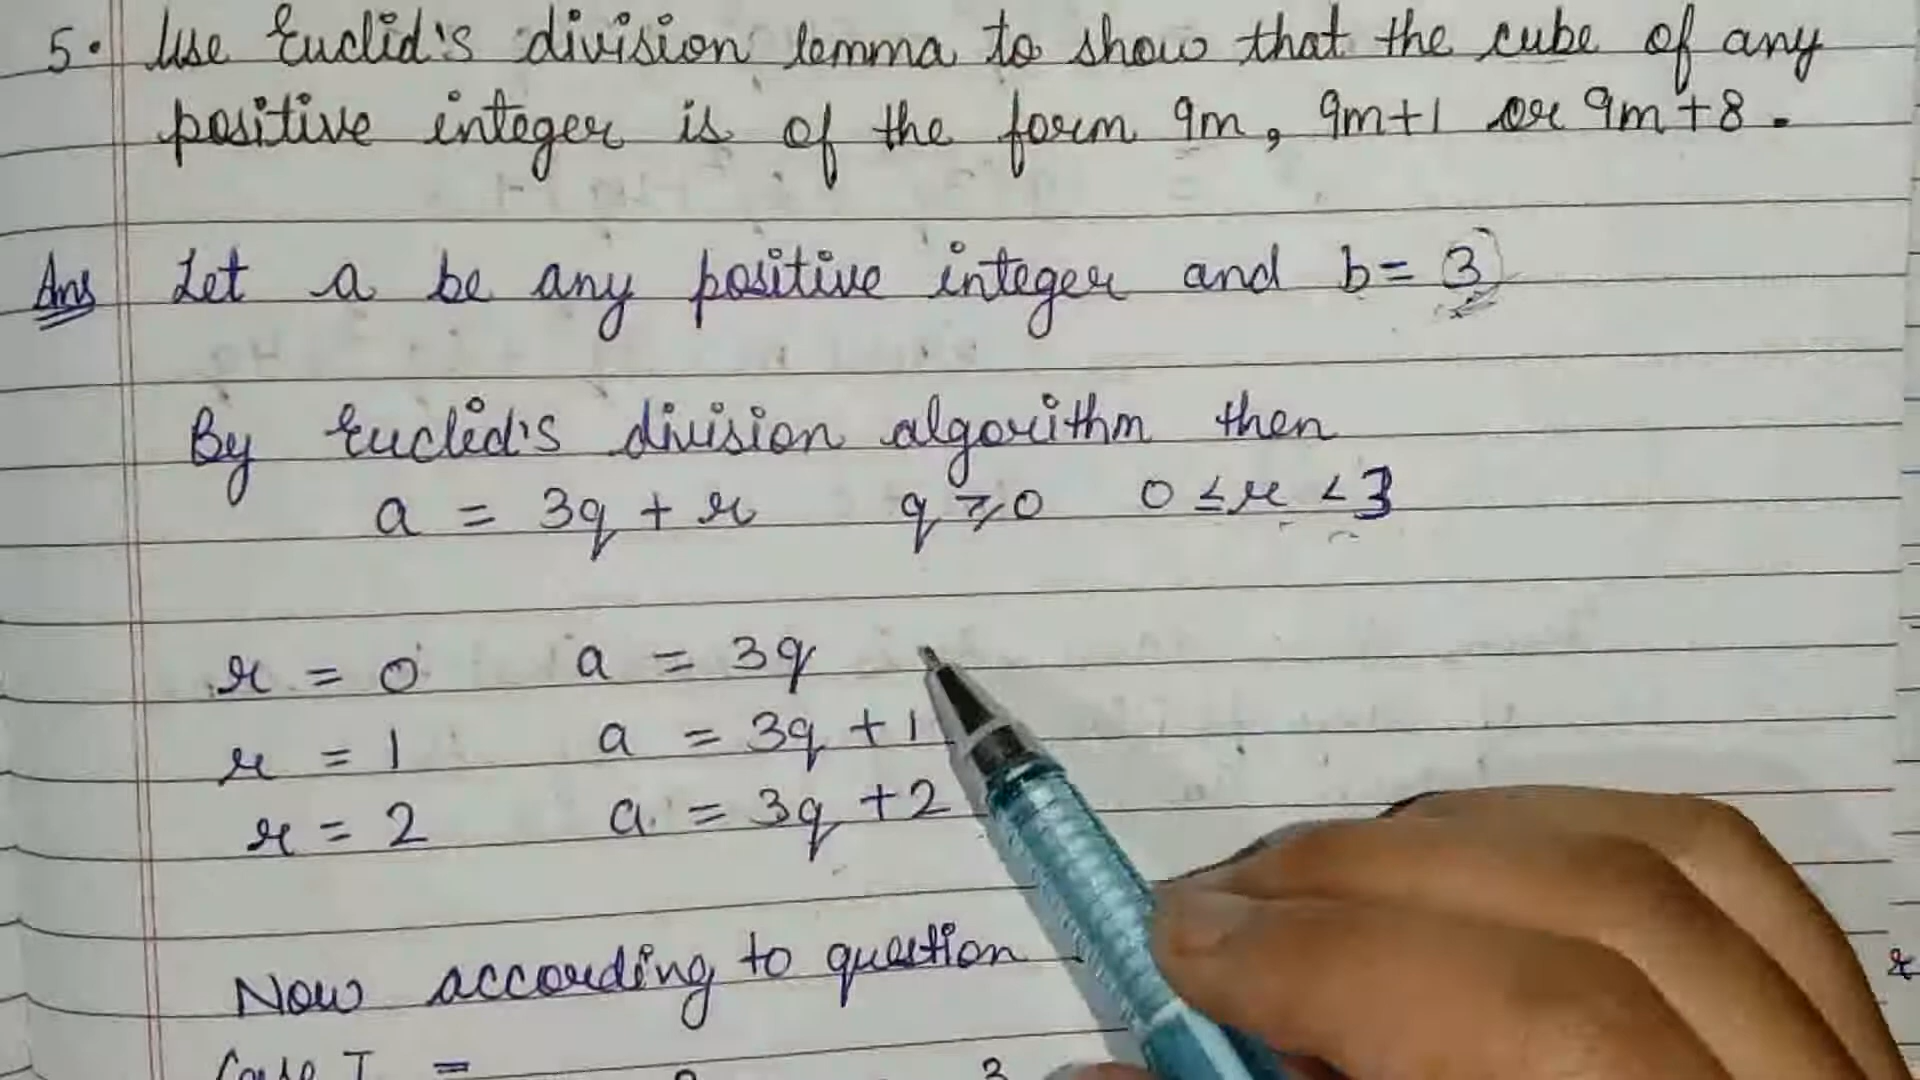 5. Use Euclid's division lemma to show that the cube of any
positive integer is of the form 9m, 9m+1 or 9m+8.
Ans Let a be any positive integer and b=3
By Euclid's division algorithm then
a = 3q + r q ≥ 0 0 ≤ r < 3
r = 0 a = 3q
r = 1 a = 3q + 1
r = 2 a = 3q + 2
Now according to question
Case I =